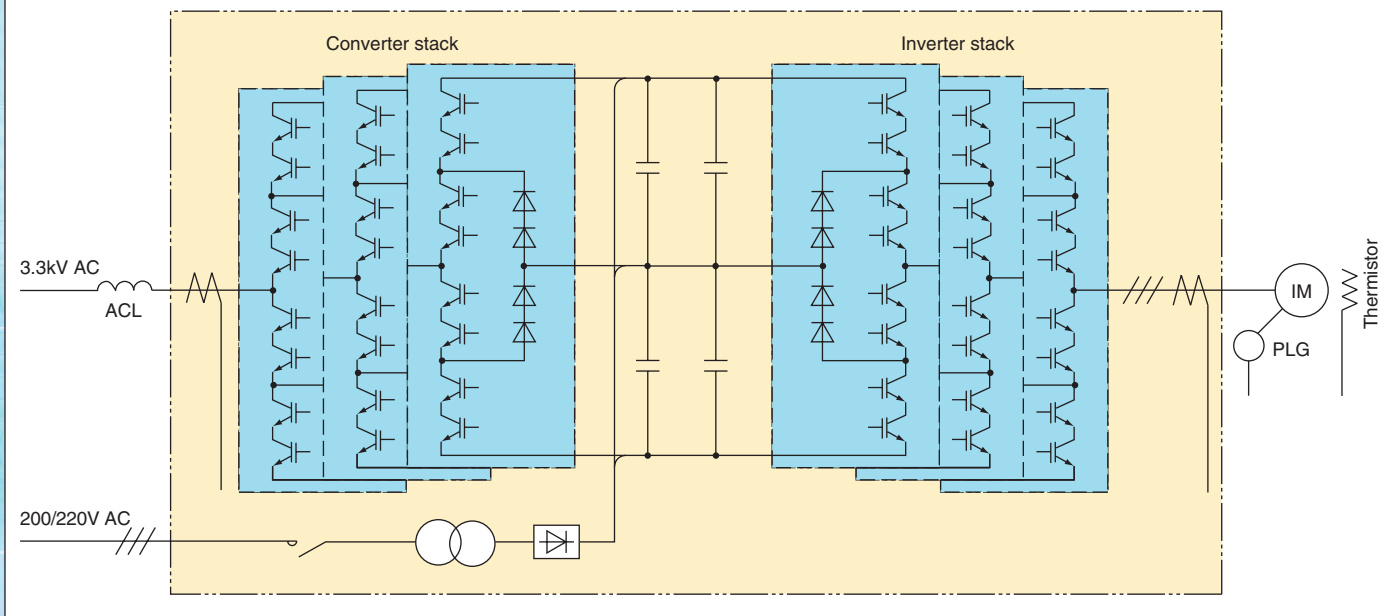 Converter stack
Inverter stack
3.3kV AC
ACL
IM
Thermistor
PLG
200/220V AC